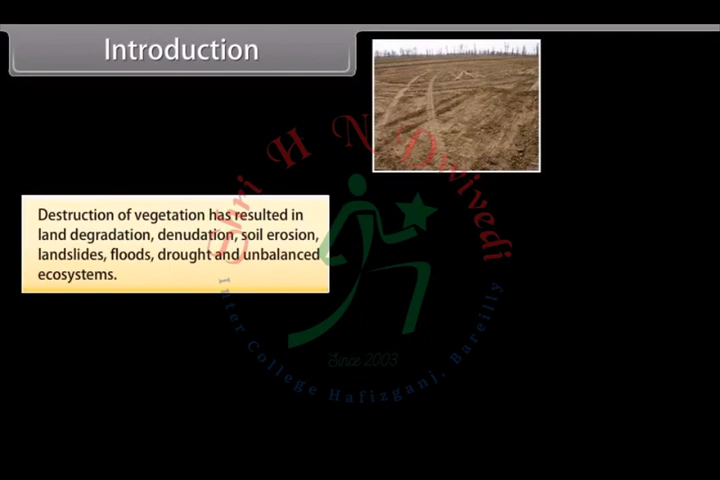 Introduction
Shri H N Dwivedi
Destruction of vegetation has resulted in
land degradation, denudation, soil erosion,
landslides, floods, drought and unbalanced
ecosystems.
Since 2003
Inter College Hafizganj, Bareilly